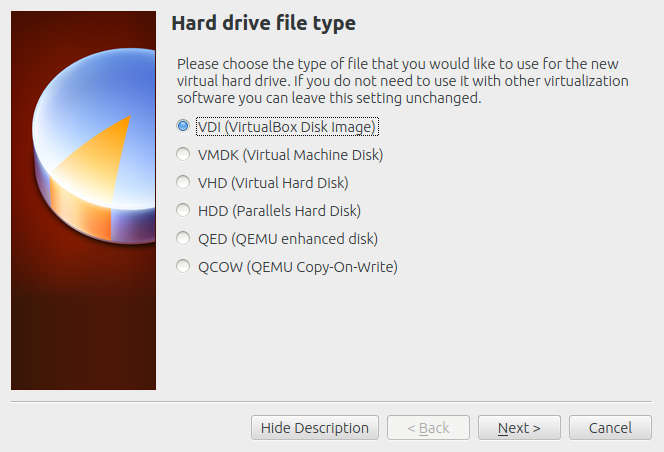 Hard drive file type
Please choose the type of file that you would like to use for the new
virtual hard drive. If you do not need to use it with other virtualization
software you can leave this setting unchanged.
VDI (VirtualBox Disk Image)
VMDK (Virtual Machine Disk)
VHD (Virtual Hard Disk)
HDD (Parallels Hard Disk)
QED (QEMU enhanced disk)
QCOW (QEMU Copy-On-Write)
Hide Description
< Back
Next >
Cancel